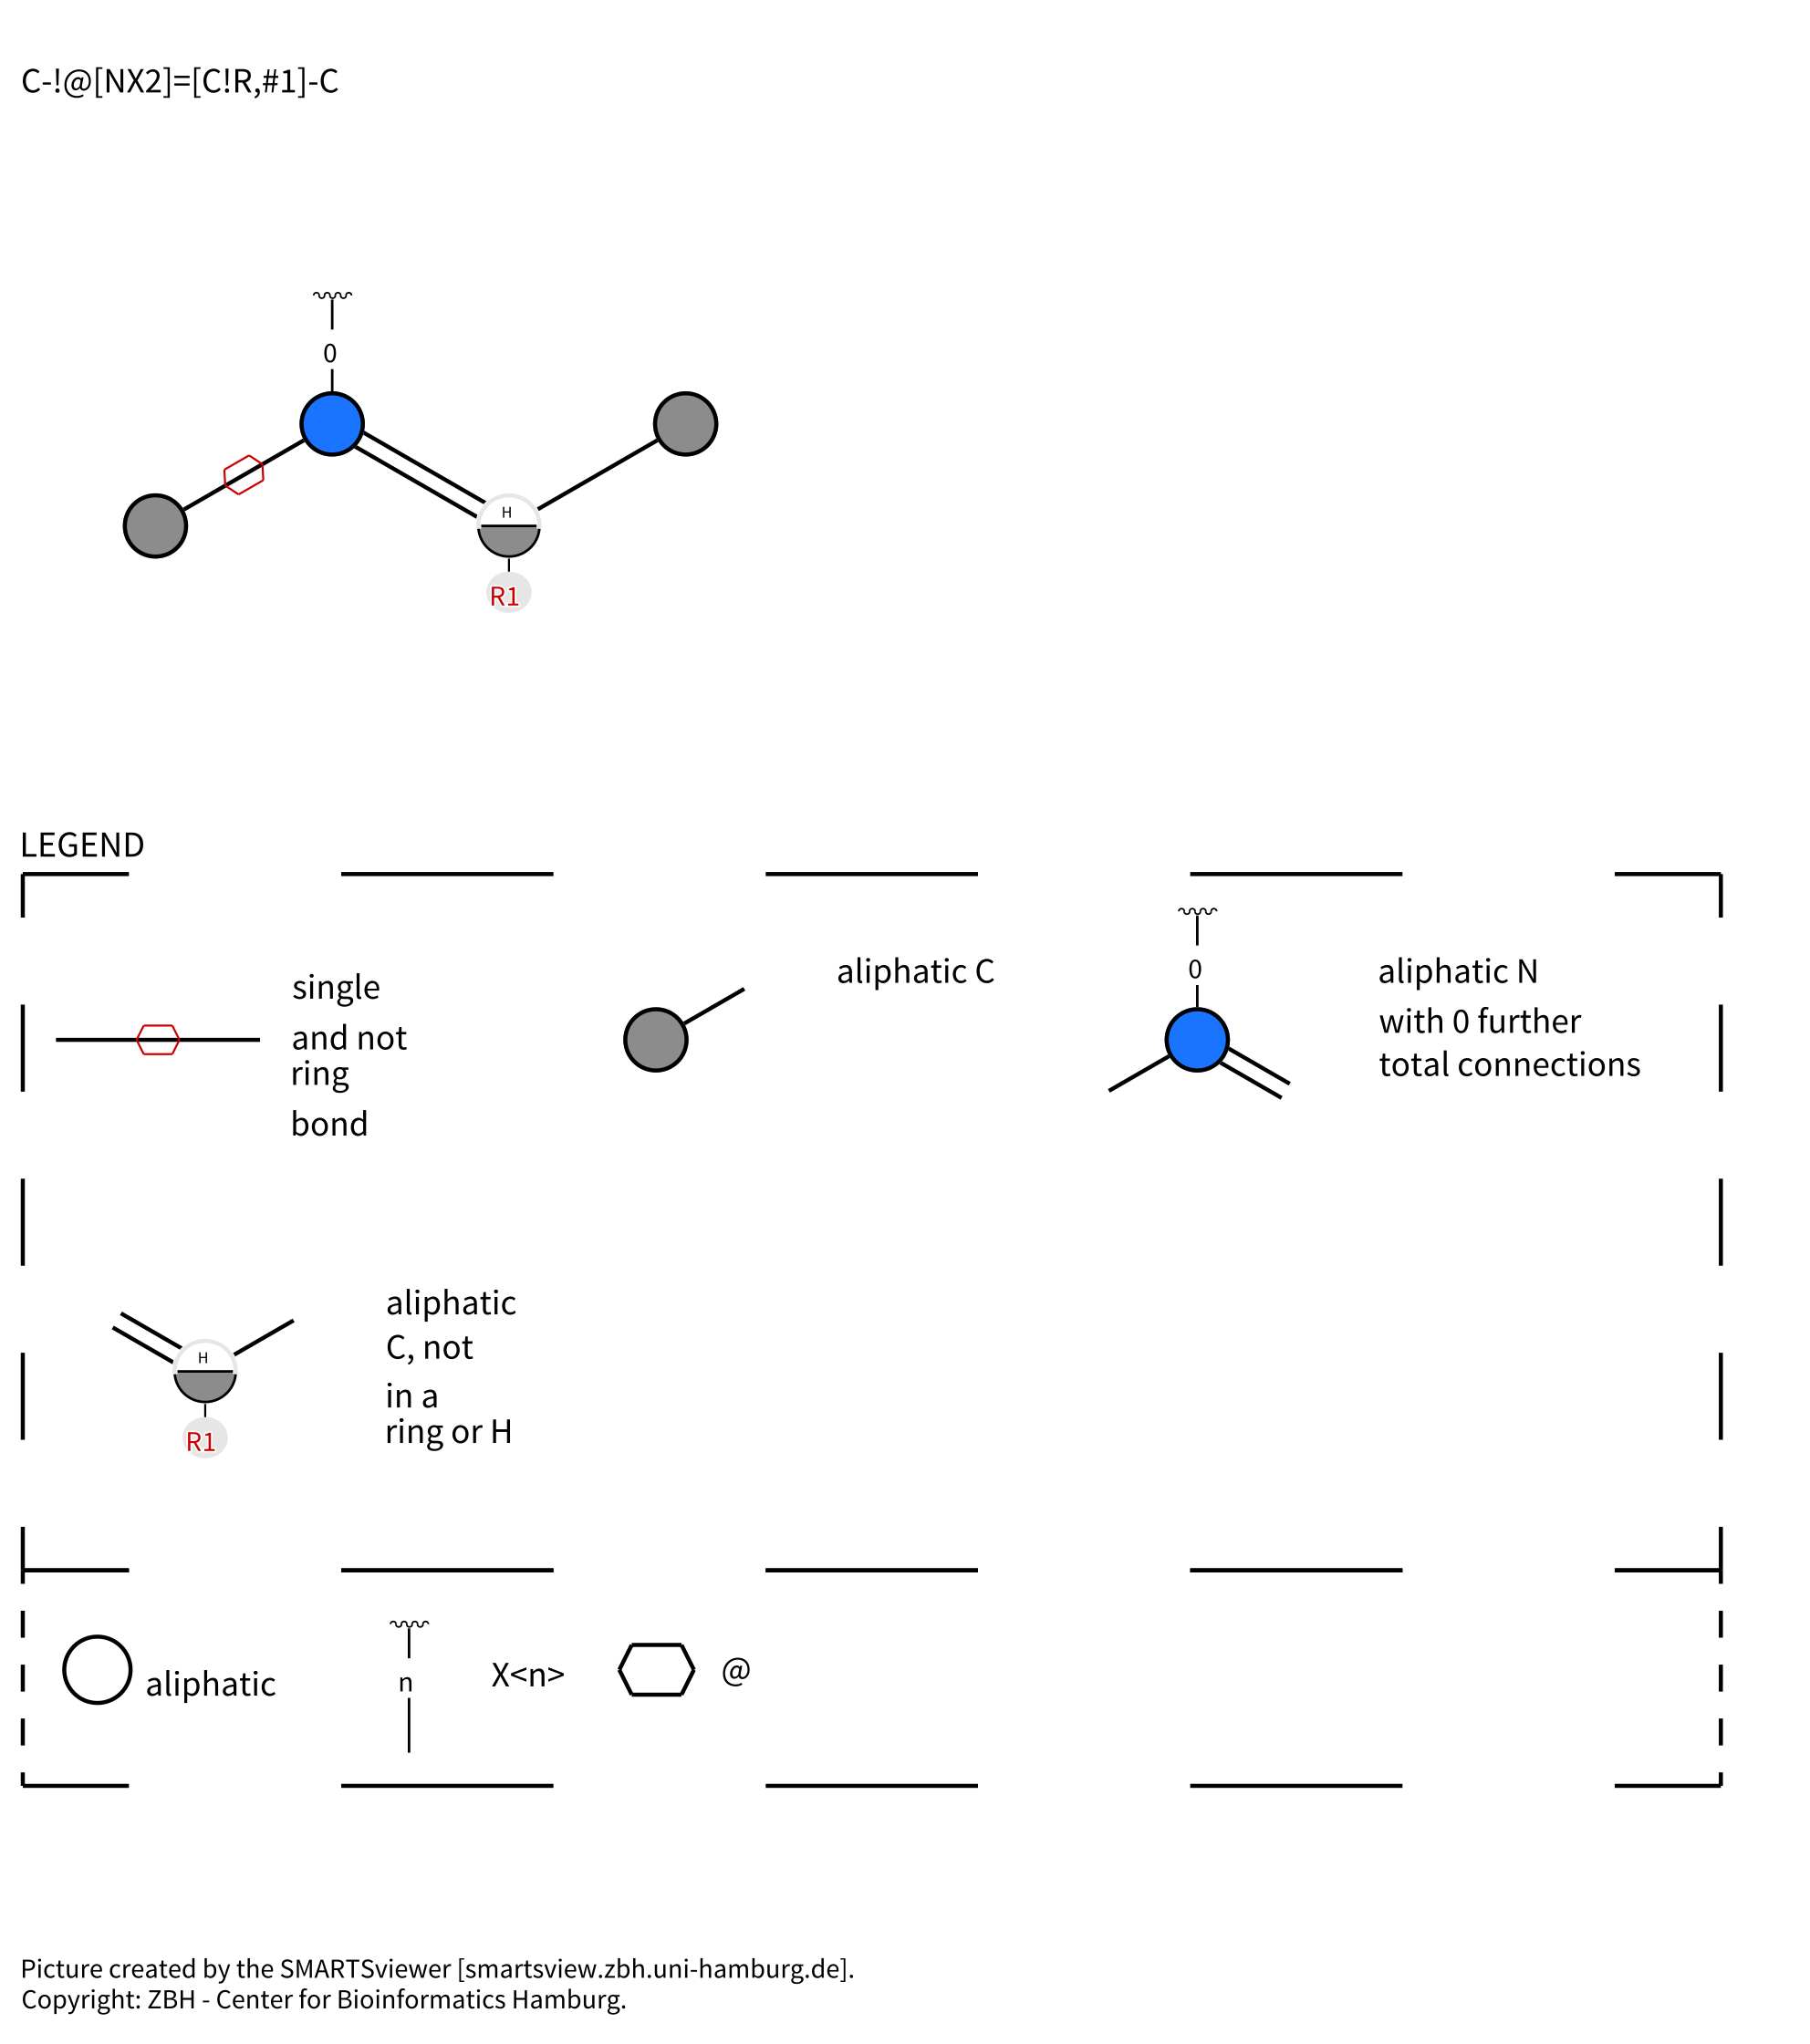 C-!@[NX2]=[C!R,#1]-C
0
H
R1
LEGEND
single
and not
ring
bond
aliphatic C
0
aliphatic N
with 0 further
total connections
H
R1
aliphatic
C, not
in a
ring or H
aliphatic
n
X<n>
@
Picture created by the SMARTSviewer [smartsview.zbh.uni-hamburg.de].
Copyright: ZBH - Center for Bioinformatics Hamburg.